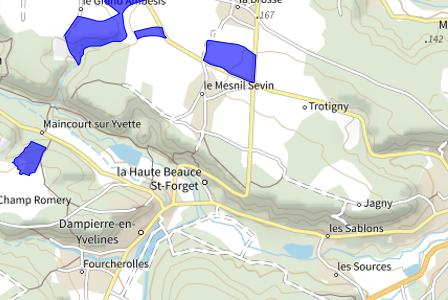 le Grand Ambésis
la Brosse
.167
M
.142
le Mesnil Sevin
Trotigny
Maincourt sur Yvette
la Haute Beauce
St-Forget
Champ Romery
Jagny
Dampierre-en-
Yvelines
les Sablons
Fourcherolles
les Sources